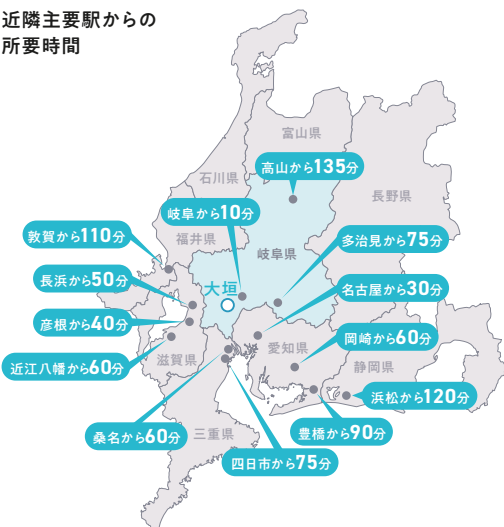 近隣主要駅からの
所要時間
富山県
高山から135分
石川県
長野県
岐阜から10分
敦賀から110分
福井県
多治見から75分
岐阜県
長浜から50分
大垣
名古屋から30分
彦根から40分
岡崎から60分
愛知県
滋賀県
近江八幡から60分
静岡県
浜松から120分
桑名から60分
三重県
豊橋から90分
四日市から75分